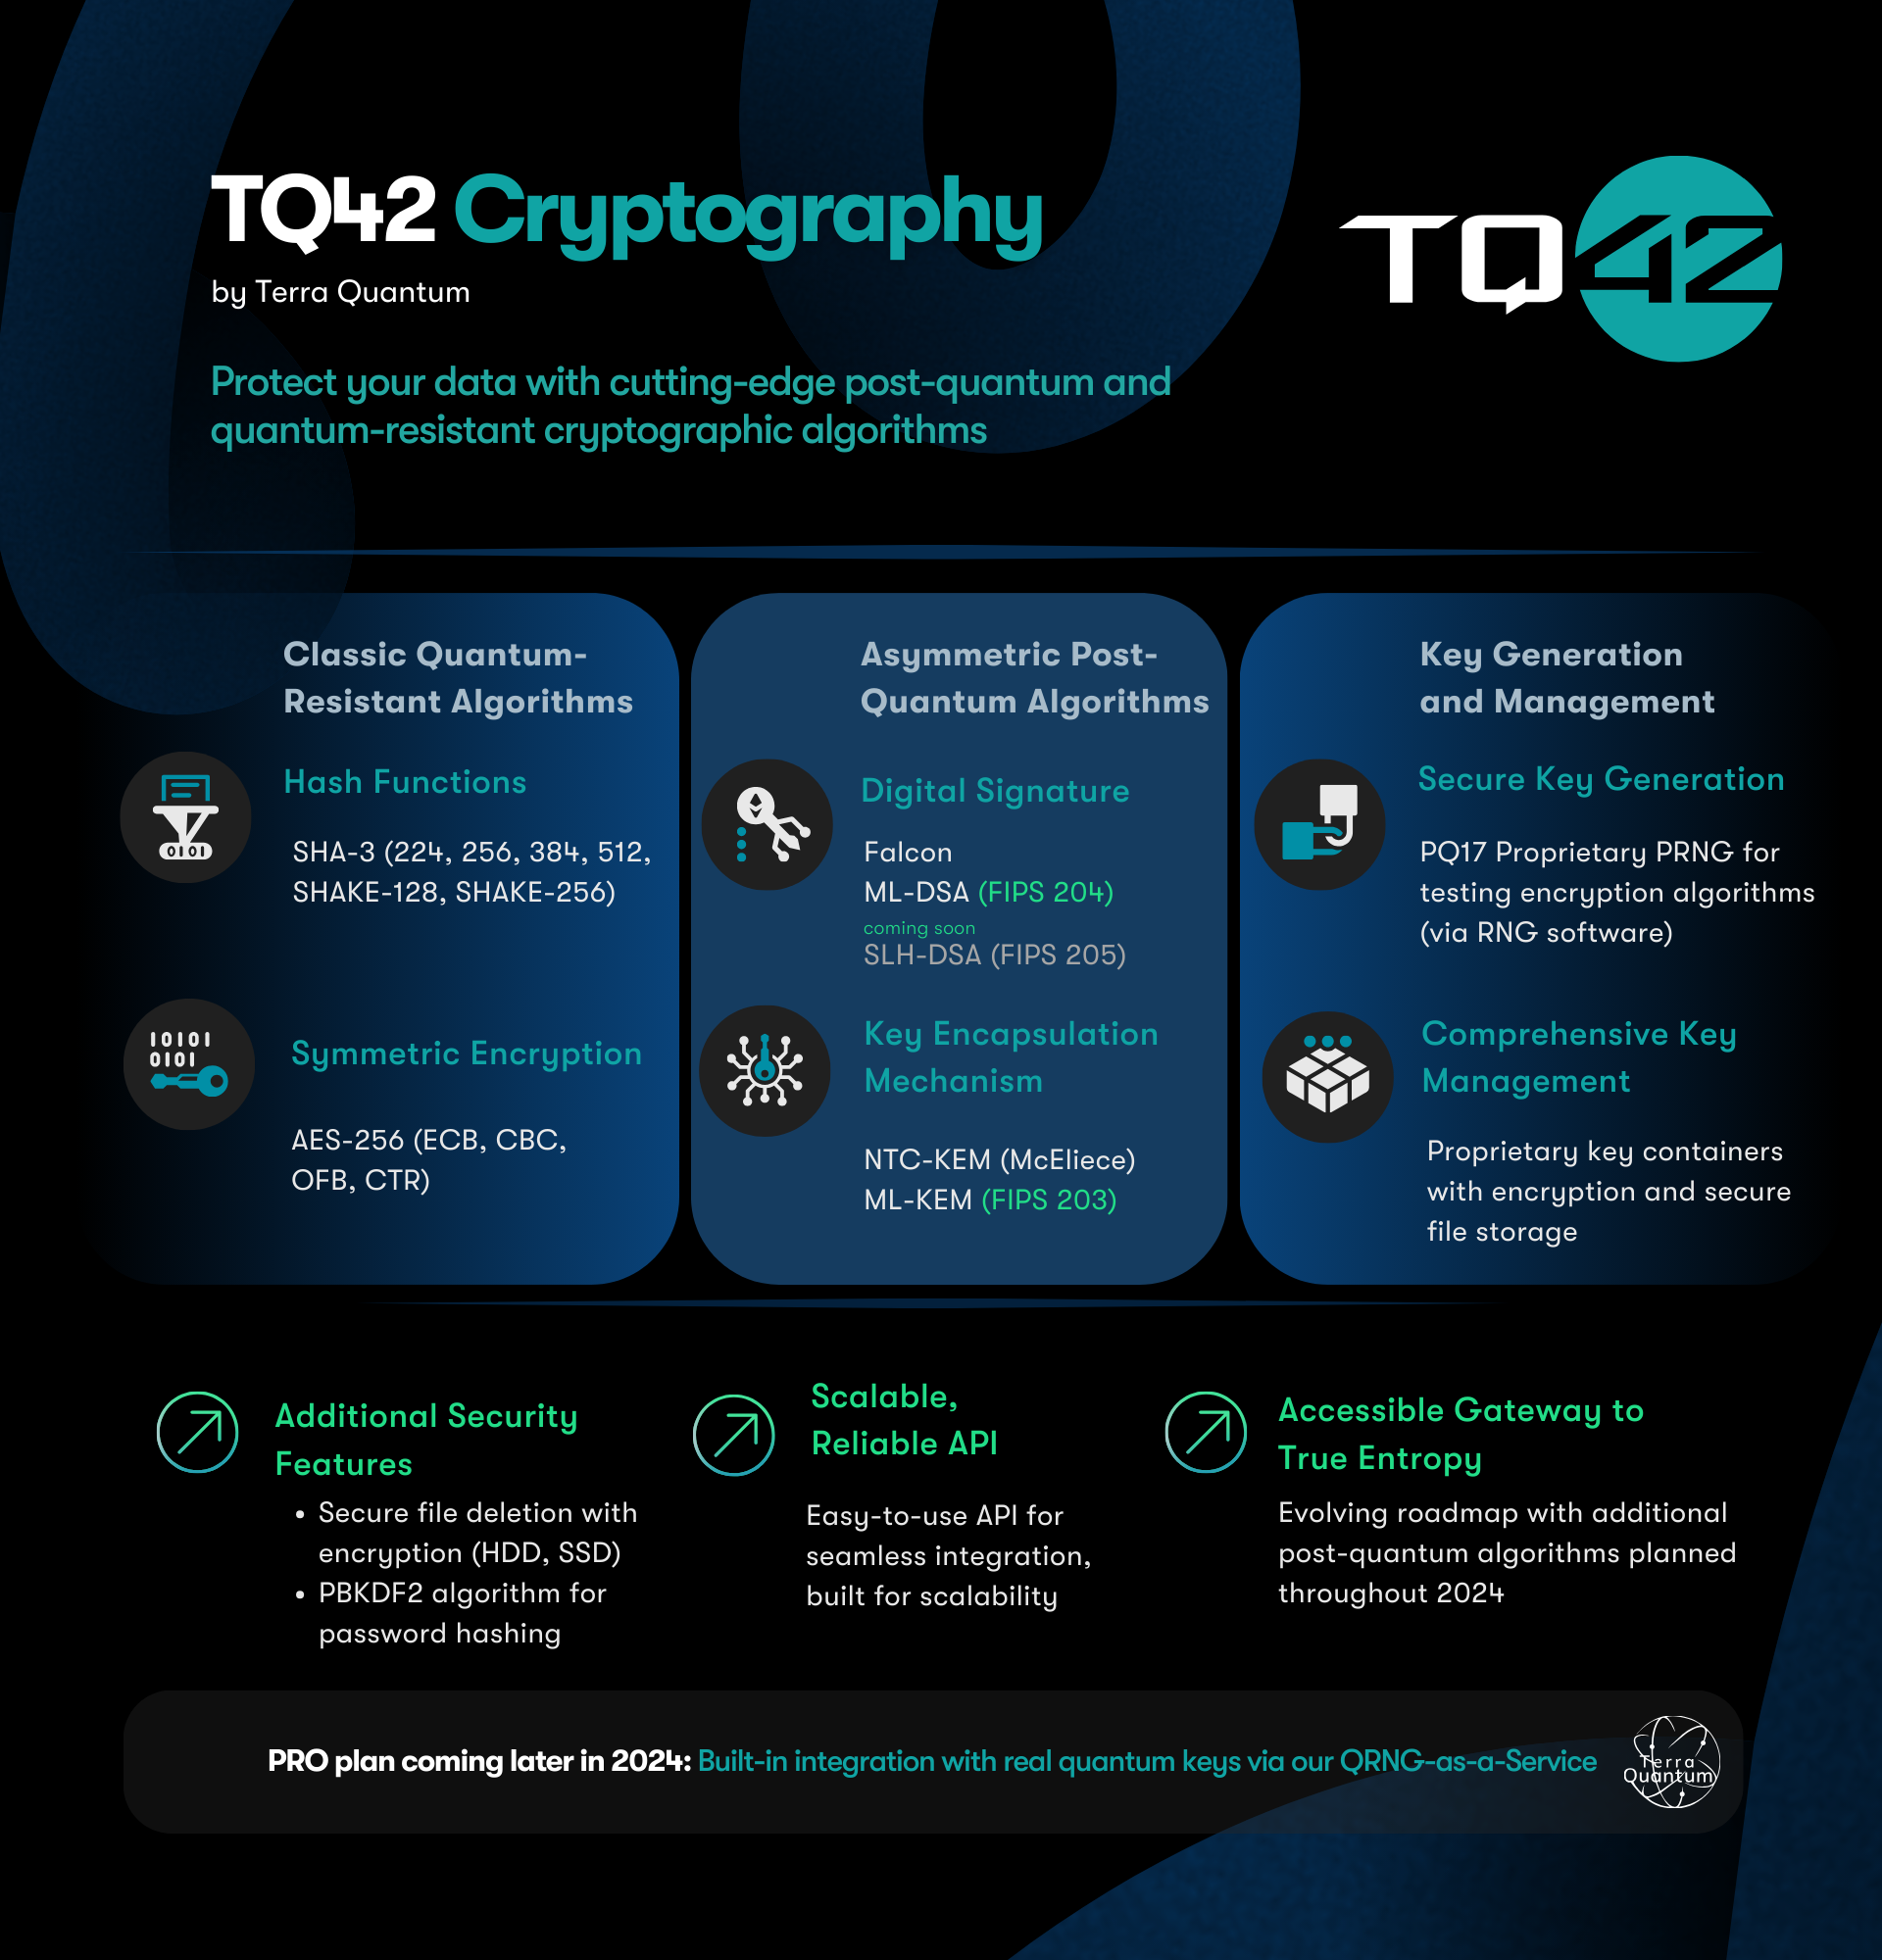 TQ42 Cryptography
by Terra Quantum
TQ42
Protect your data with cutting-edge post-quantum and
quantum-resistant cryptographic algorithms
Classic Quantum-
Resistant Algorithms
Hash Functions
SHA-3 (224, 256, 384, 512,
SHAKE-128, SHAKE-256)
10101
0101
Symmetric Encryption
AES-256 (ECB, CBC,
OFB, CTR)
Asymmetric Post-
Quantum Algorithms
Digital Signature
Falcon
ML-DSA (FIPS 204)
coming soon
SLH-DSA (FIPS 205)
Key Encapsulation
Mechanism
NTC-KEM (McEliece)
ML-KEM (FIPS 203)
Key Generation
and Management
Secure Key Generation
PQ17 Proprietary PRNG for
testing encryption algorithms
(via RNG software)
Comprehensive Key
Management
Proprietary key containers
with encryption and secure
file storage
Additional Security
Features
• Secure file deletion with
encryption (HDD, SSD)
• PBKDF2 algorithm for
password hashing
Scalable,
Reliable API
Easy-to-use API for
seamless integration,
built for scalability
Accessible Gateway to
True Entropy
Evolving roadmap with additional
post-quantum algorithms planned
throughout 2024
PRO plan coming later in 2024: Built-in integration with real quantum keys via our QRNG-as-a-Service
Terra
Quantum
0101